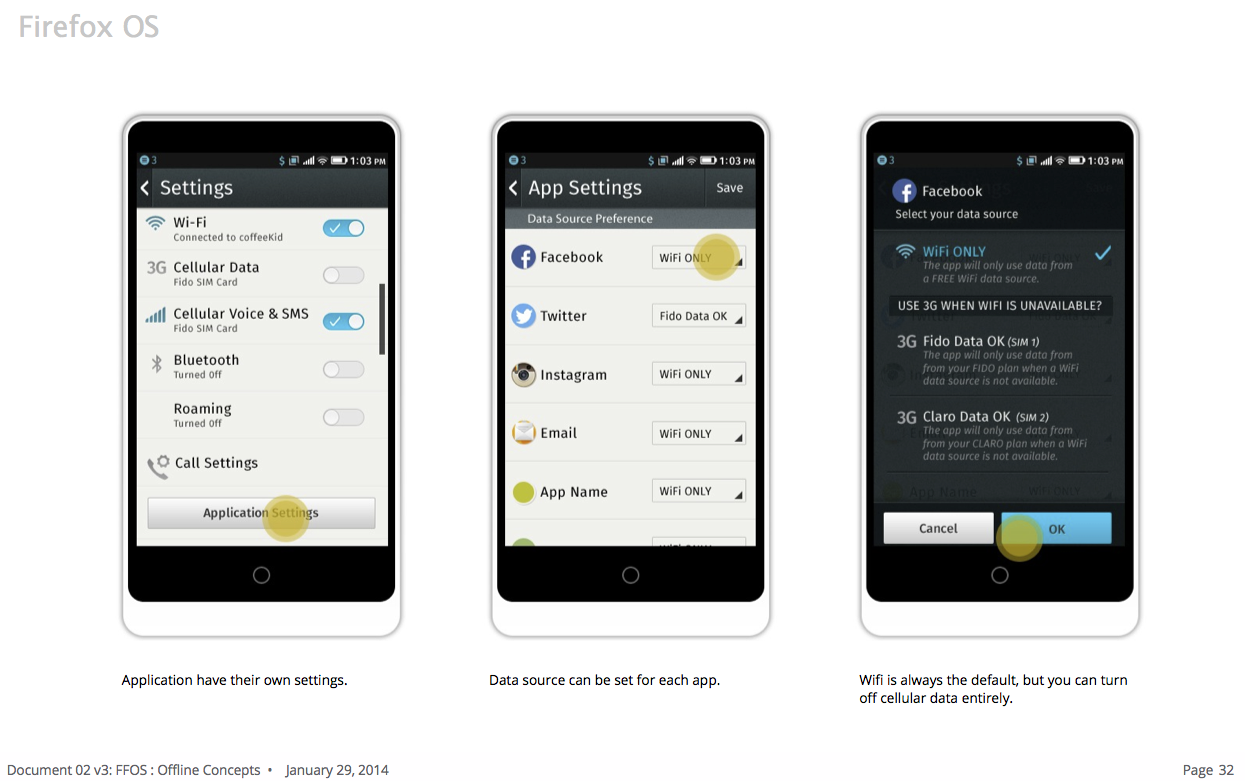 Firefox OS
3
$
1:03 PM
Settings
Wi-Fi
Connected to coffeeKid
3G
Cellular Data
Fido SIM Card
Cellular Voice & SMS
Fido SIM Card
Bluetooth
Turned Off
Roaming
Turned Off
Call Settings
Application Settings
Application have their own settings.
3
$
1:03 PM
App Settings
Save
Data Source Preference
Facebook
WiFi ONLY
Twitter
Fido Data OK
Instagram
WiFi ONLY
Email
WiFi ONLY
App Name
WiFi ONLY
Data source can be set for each app.
3
$
1:03 PM
Facebook
Select your data source
WiFi ONLY
The app will only use data from
a FREE WiFi data source.
USE 3G WHEN WIFI IS UNAVAILABLE?
3G
Fido Data OK (SIM 1)
The app will only use data from
from your FIDO plan when a WiFi
data source is not available.
3G
Claro Data OK (SIM 2)
The app will only use data from
from your CLARO plan when a WiFi
data source is not available.
App Name
WiFi ONLY
Cancel
OK
Wifi is always the default, but you can turn
off cellular data entirely.
Document 02 v3: FFOS : Offline Concepts • January 29, 2014
Page 32